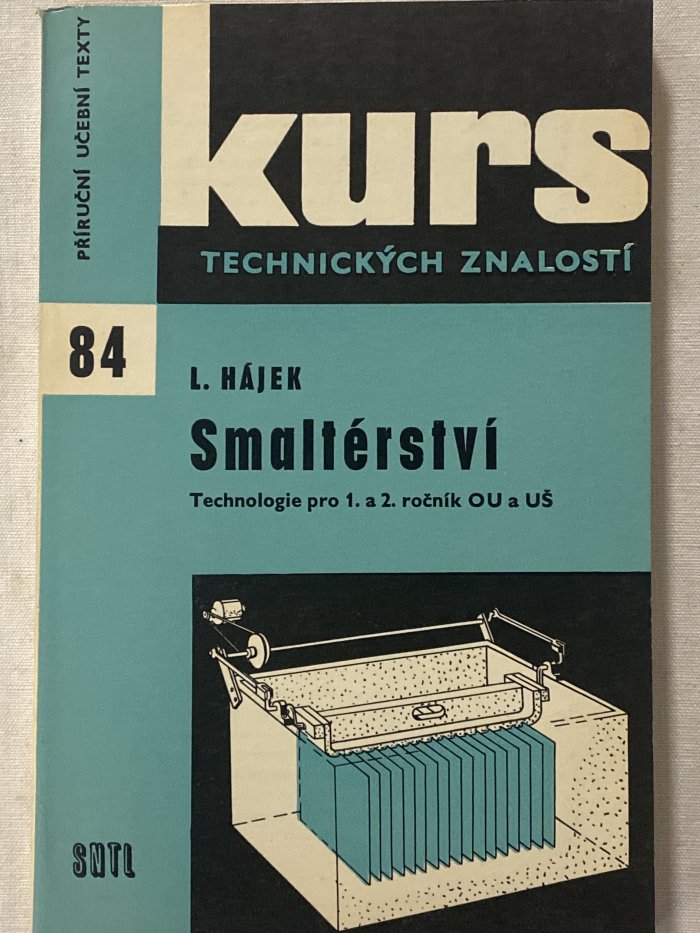 PŘÍRUČNÍ UČEBNÍ TEXTY
kurs
TECHNICKÝCH ZNALOSTÍ
84
L. HÁJEK
Smaltérství
Technologie pro 1. a 2. ročník OU a UŠ
SNTL